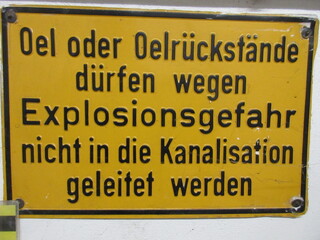 Oel oder Oelrückstände
dürfen wegen
Explosionsgefahr
nicht in die Kanalisation
geleitet werden